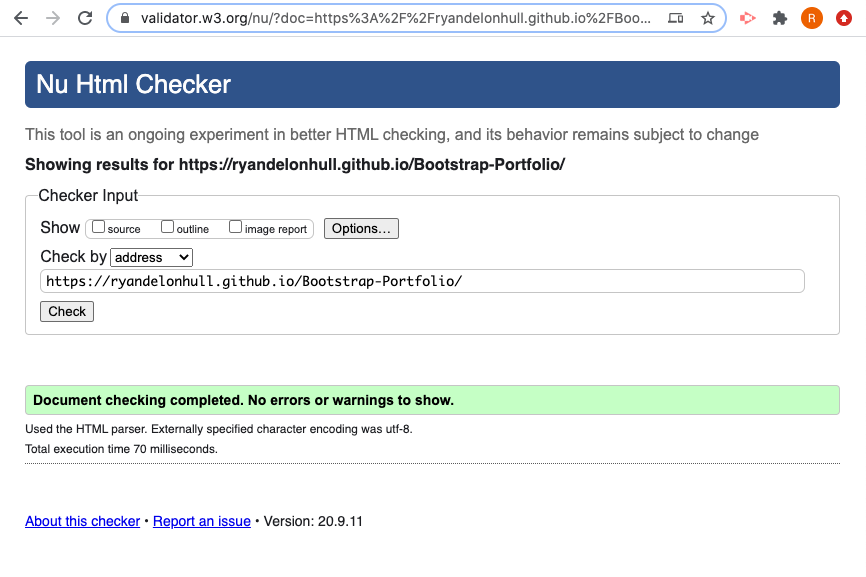 validator.w3.org/nu/?doc=https%3A%2F%2Fryandelonhull.github.io%2FBoo...
R
Nu Html Checker
This tool is an ongoing experiment in better HTML checking, and its behavior remains subject to change
Showing results for https://ryandelonhull.github.io/Bootstrap-Portfolio/
Checker Input
Show source outline image report Options...
Check by address
https://ryandelonhull.github.io/Bootstrap-Portfolio/
Check
Document checking completed. No errors or warnings to show.
Used the HTML parser. Externally specified character encoding was utf-8.
Total execution time 70 milliseconds.
About this checker • Report an issue • Version: 20.9.11